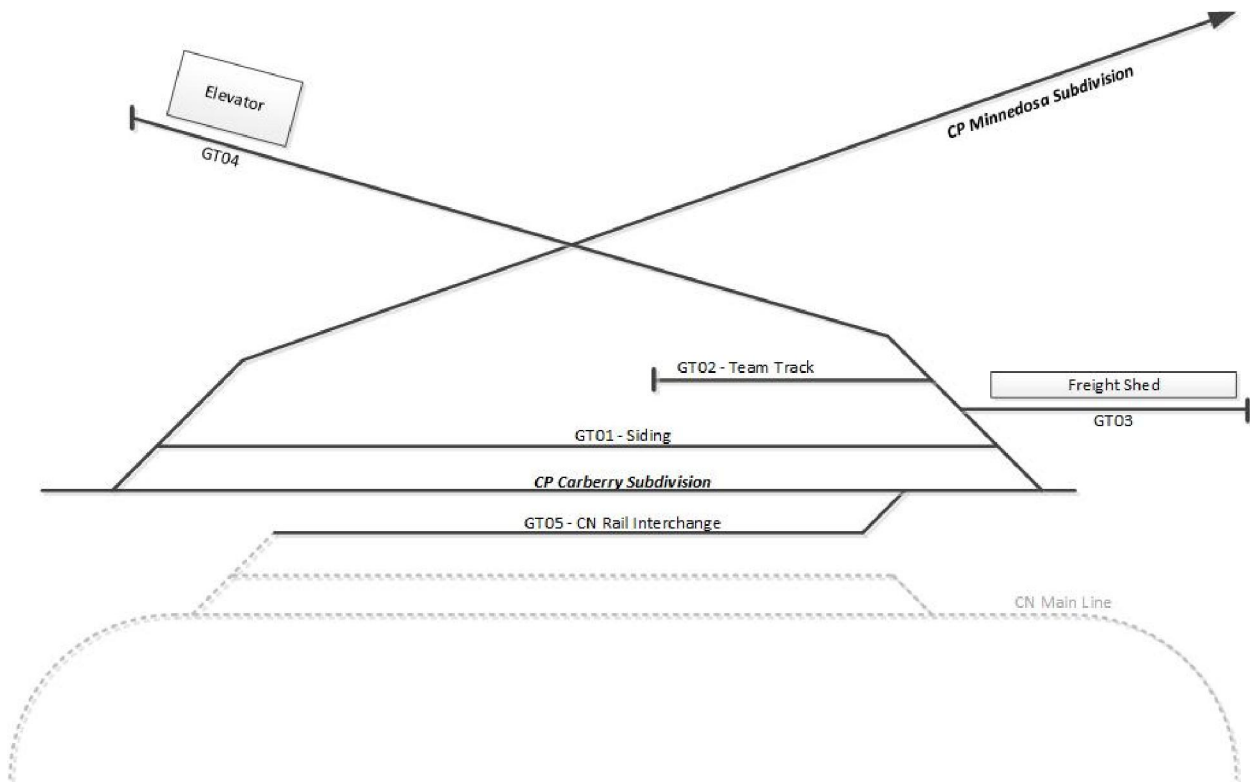 Elevator
CP Minnedosa Subdivision
GT04
GT02 - Team Track
Freight Shed
GT03
GT01 - Siding
CP Carberry Subdivision
GT05 - CN Rail Interchange
CN Main Line